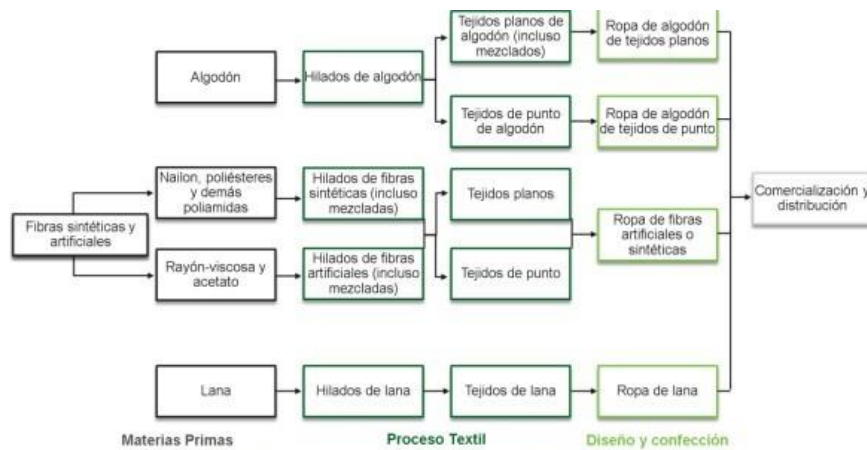 Tejidos planos de
algodón (incluso
mezclados)
Ropa de algodón
de tejidos planos
Algodón
Hilados de algodón
Tejidos de punto
de algodón
Ropa de algodón
de tejidos de punto
Nailon, poliésteres
y demás
poliamidas
Hilados de fibras
sintéticas (incluso
mezcladas)
Tejidos planos
Comercialización y
distribución
Fibras sintéticas y
artificiales
Ropa de fibras
artificiales o
sintéticas
Rayón-viscosa y
acetato
Hilados de fibras
artificiales (incluso
mezcladas)
Tejidos de punto
Lana
Hilados de lana
Tejidos de lana
Ropa de lana
Materias Primas
Proceso Textil
Diseño y confección